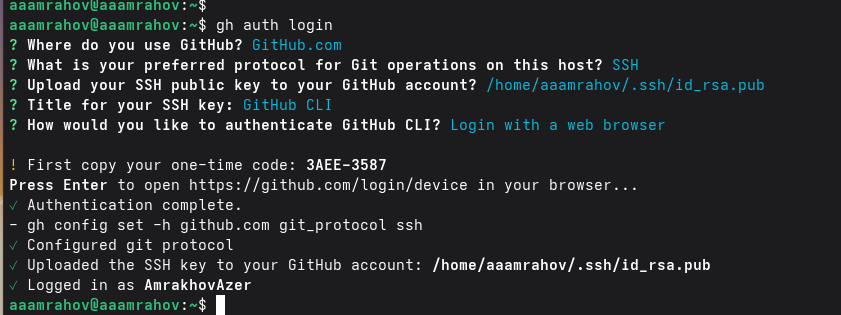 aaamrahov@aaamrahov:~$
aaamrahov@aaamrahov:~$ gh auth login
? Where do you use GitHub? GitHub.com
? What is your preferred protocol for Git operations on this host? SSH
? Upload your SSH public key to your GitHub account? /home/aaamrahov/.ssh/id_rsa.pub
? Title for your SSH key: GitHub CLI
? How would you like to authenticate GitHub CLI? Login with a web browser
! First copy your one-time code: 3AEE-3587
Press Enter to open https://github.com/login/device in your browser...
✓ Authentication complete.
- gh config set -h github.com git_protocol ssh
✓ Configured git protocol
✓ Uploaded the SSH key to your GitHub account: /home/aaamrahov/.ssh/id_rsa.pub
✓ Logged in as AmrakhovAzer
aaamrahov@aaamrahov:~$